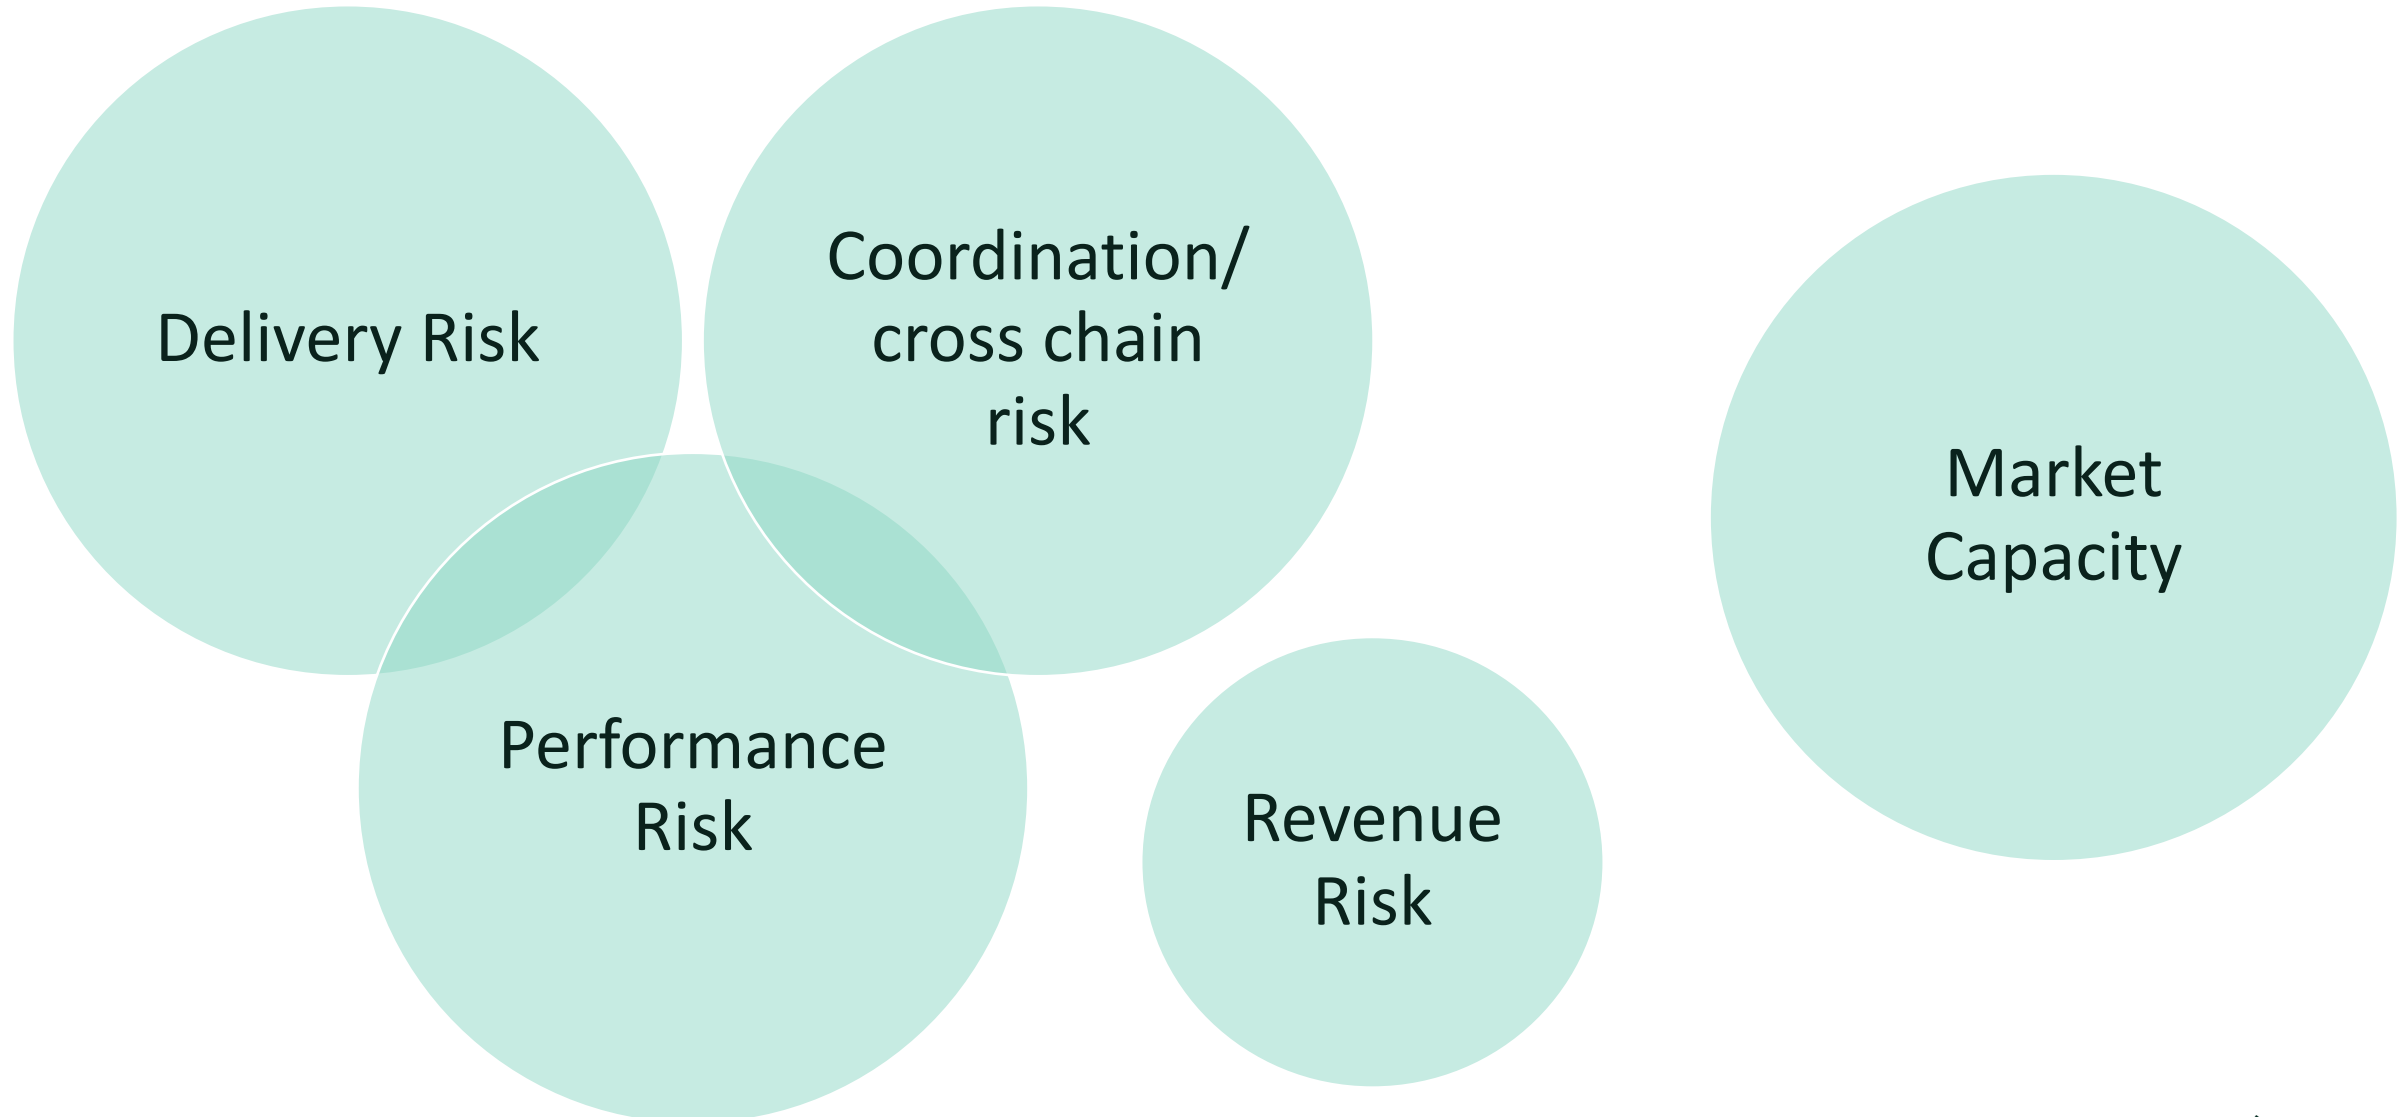 Delivery Risk
Coordination/
cross chain
risk
Performance
Risk
Revenue
Risk
Market
Capacity